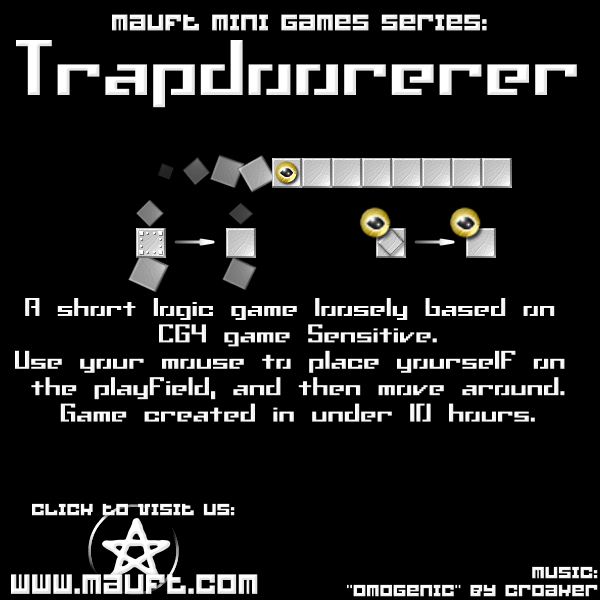 mauft mini games series:
Trapdoorerer
A short logic game loosely based on
C64 game Sensitive.
Use your mouse to place yourself on
the playfield, and then move around.
Game created in under 10 hours.
click to visit us:
www.mauft.com
music:
"omogenic" by croaker